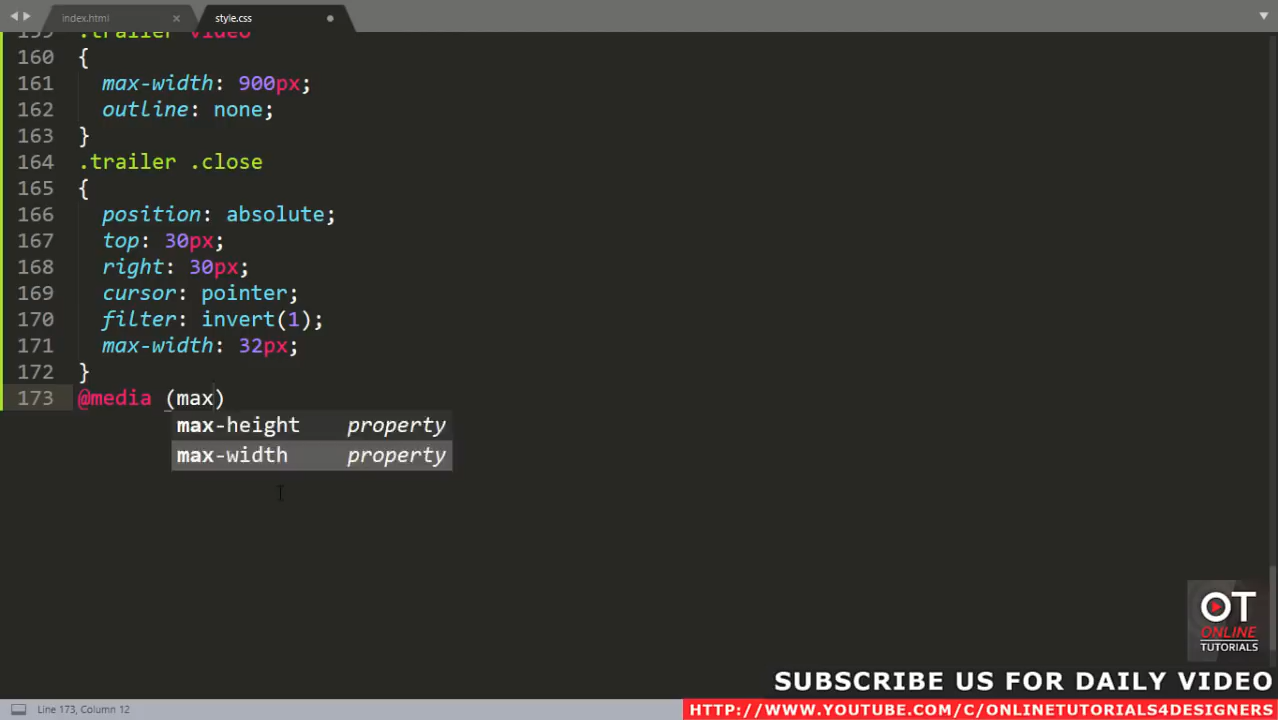 index.html
style.css
159 .trailer video
160 {
161 max-width: 900px;
162 outline: none;
163 }
164 .trailer .close
165 {
166 position: absolute;
167 top: 30px;
168 right: 30px;
169 cursor: pointer;
170 filter: invert(1);
171 max-width: 32px;
172 }
173 @media (max)
max-height property
max-width property
OT
ONLINE
TUTORIALS
SUBSCRIBE US FOR DAILY VIDEO
Line 173, Column 12
HTTP://WWW.YOUTUBE.COM/C/ONLINETUTORIALS4DESIGNERS